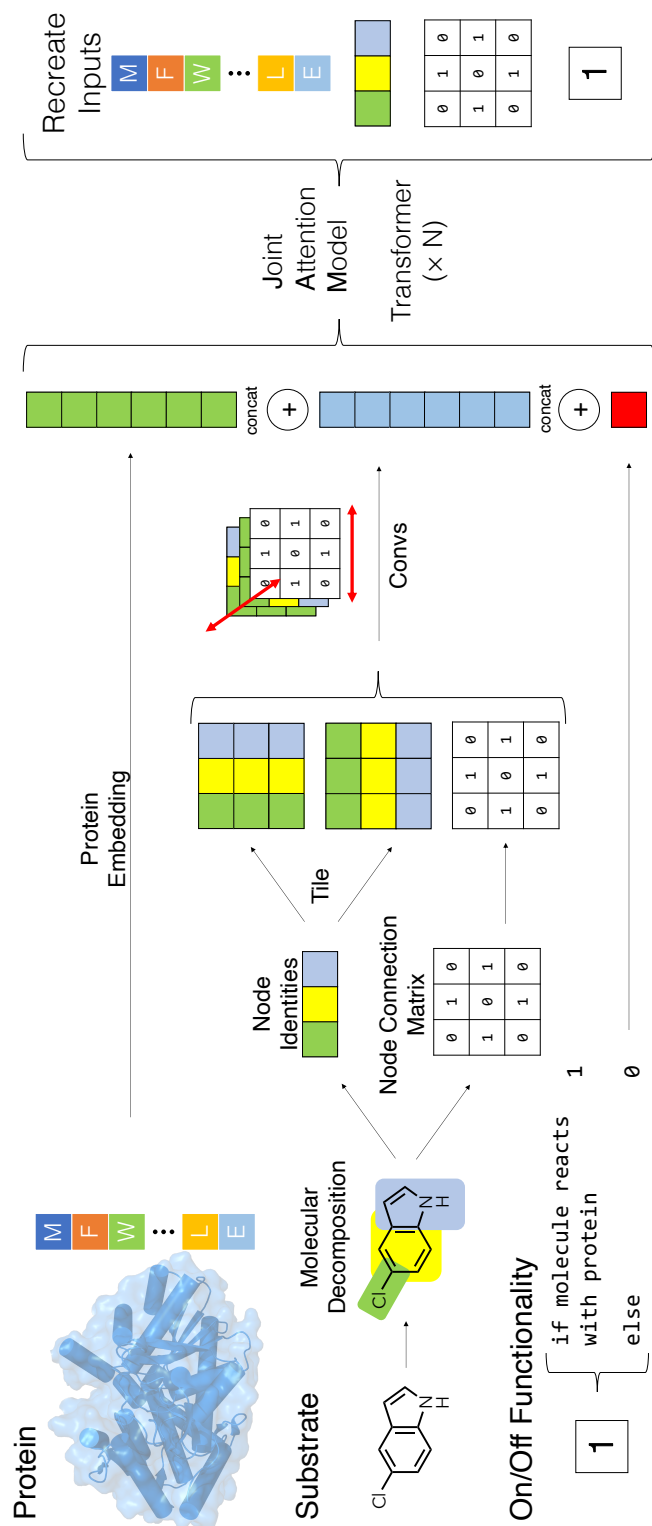 Protein
M
F
W
...
L
E
Protein
Embedding
concat
+
Joint
Attention
Model
Transformer
(× N)
Recreate
Inputs
M
F
W
...
L
E
0 1 0
1 0 1
0 1 0
1
Substrate
Cl
N
H
Molecular
Decomposition
Cl
N
H
Node
Identities
Tile
Node Connection
Matrix
0 1 0
1 0 1
0 1 0
0 1 0
1 0 1
0 1 0
0 1 0
1 0 1
0 1 0
Convs
concat
+
On/Off Functionality
1
if molecule reacts
with protein
1
else
0